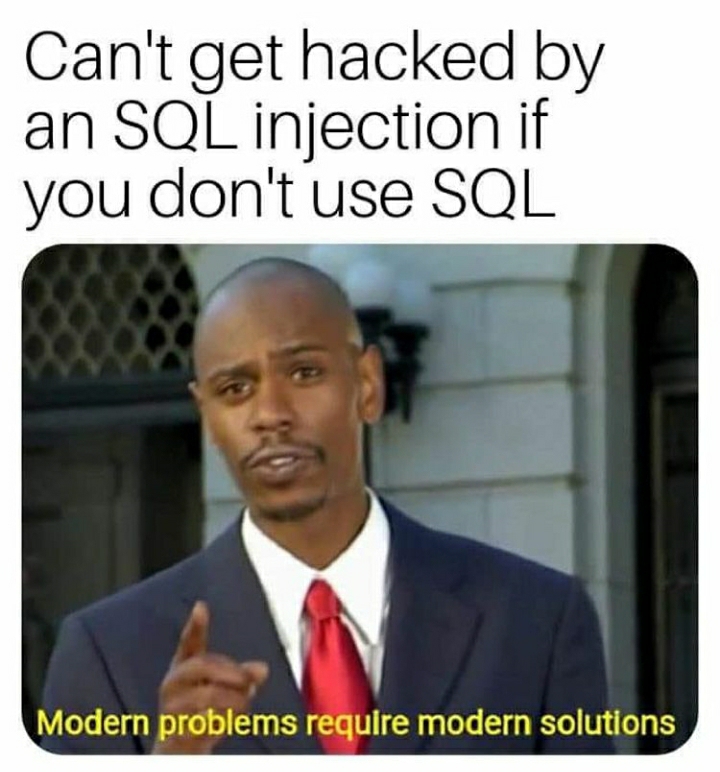 Can't get hacked by
an SQL injection if
you don't use SQL
Modern problems require modern solutions